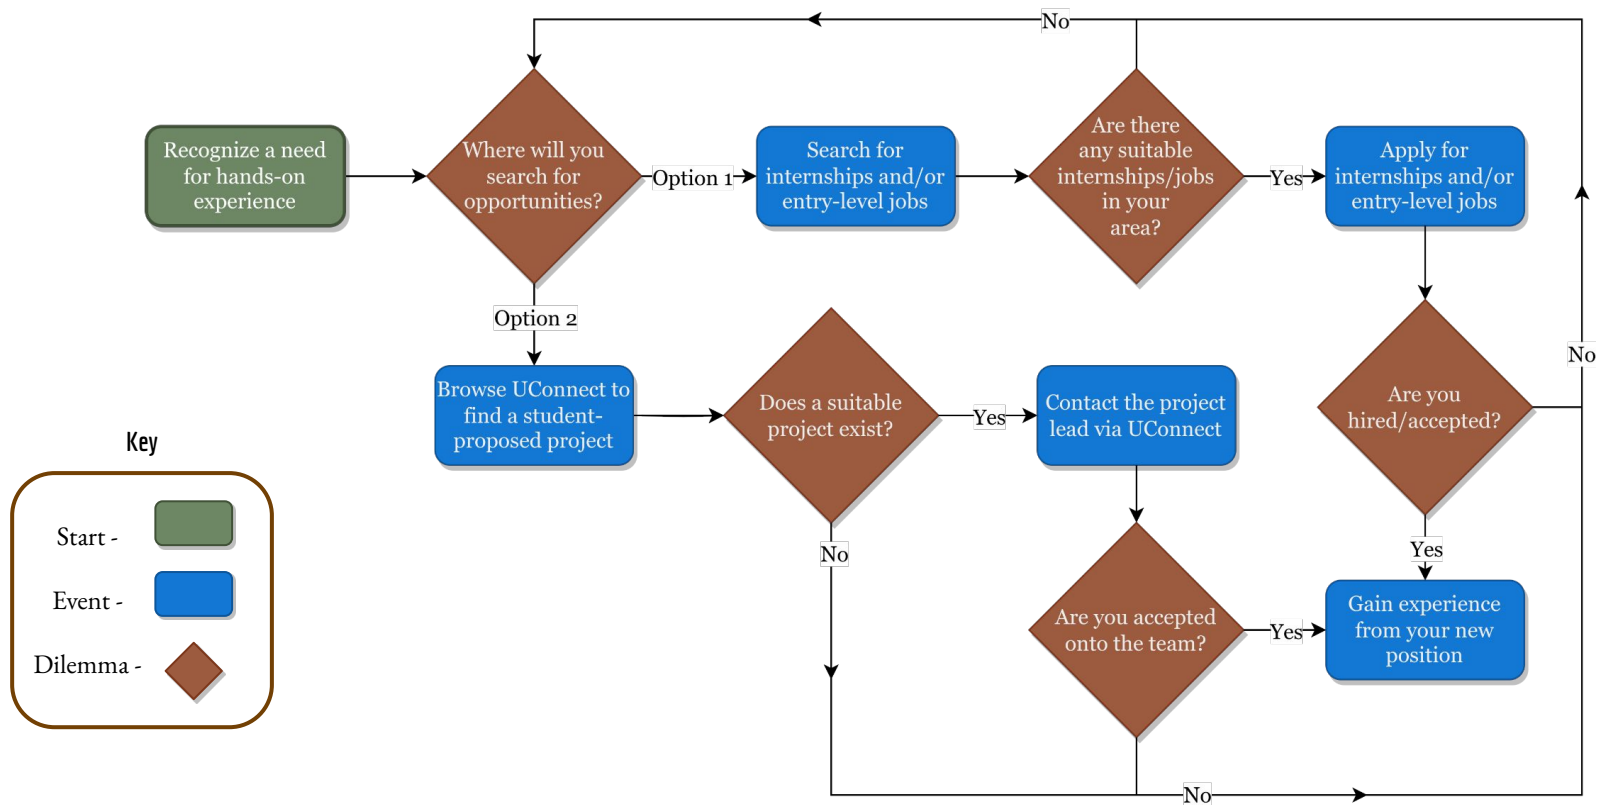 No
Recognize a need
for hands-on
experience
Where will you
search for
opportunities?
Option 1
Search for
internships and/or
entry-level jobs
Are there
any suitable
internships/jobs
in your
area?
Yes
Apply for
internships and/or
entry-level jobs
Option 2
No
Browse UConnect to
find a student-
proposed project
Does a suitable
project exist?
Yes
Contact the project
lead via UConnect
Are you
hired/accepted?
Key
Start -
Event -
Dilemma -
No
Yes
Are you accepted
onto the team?
Yes
Gain experience
from your new
position
No